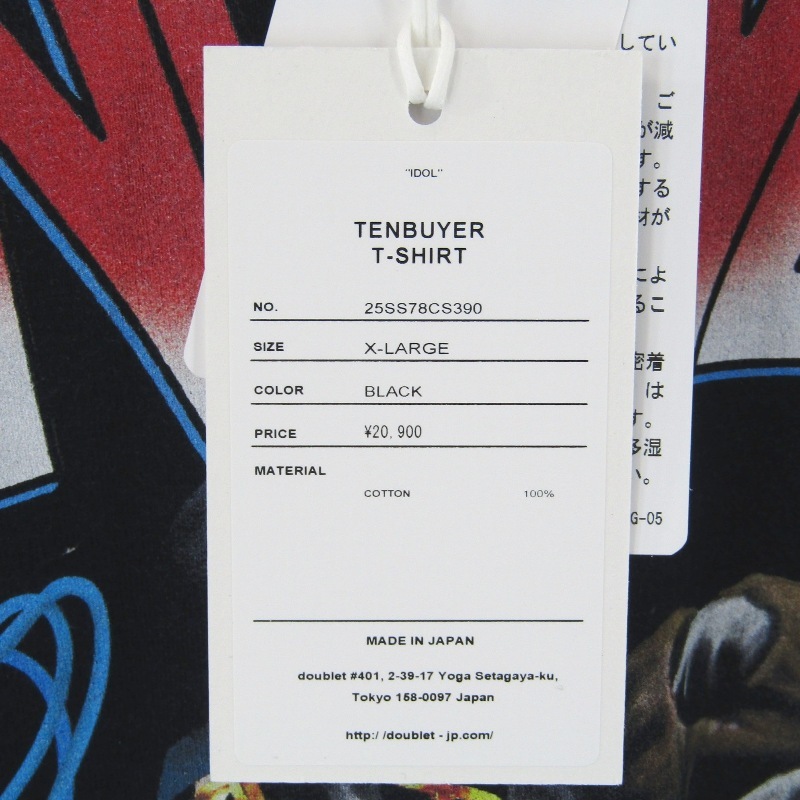 "IDOL"
TENBUYER
T-SHIRT
NO. 25SS78CS390
SIZE X-LARGE
COLOR BLACK
PRICE ¥20,900
MATERIAL
COTTON 100%
MADE IN JAPAN
doublet #401, 2-39-17 Yoga Setagaya-ku,
Tokyo 158-0097 Japan
http://doublet-jp.com/
してい
ご
が減
す。
する
材が
によ
るこ
密着
は
す。
多湿
い。
G-05